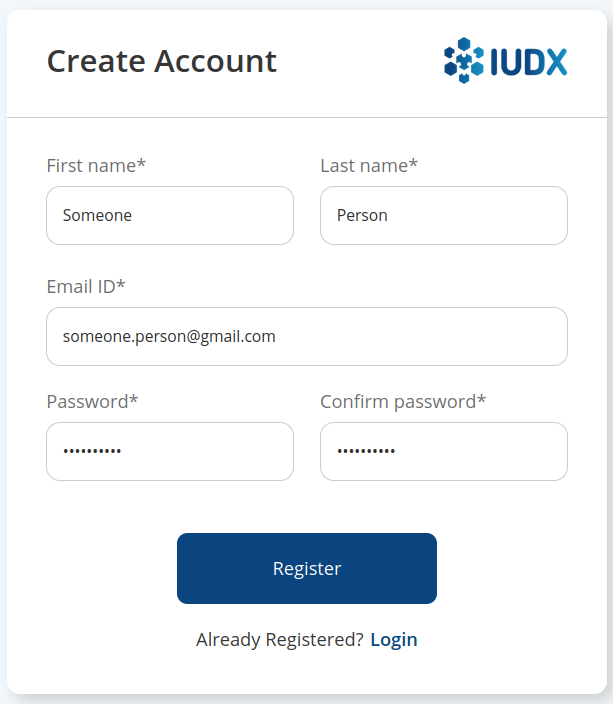 Create Account
IUDX
First name* Last name*
Someone Person
Email ID*
someone.person@gmail.com
Password* Confirm password*
•••••••••• ••••••••••
Register
Already Registered? Login